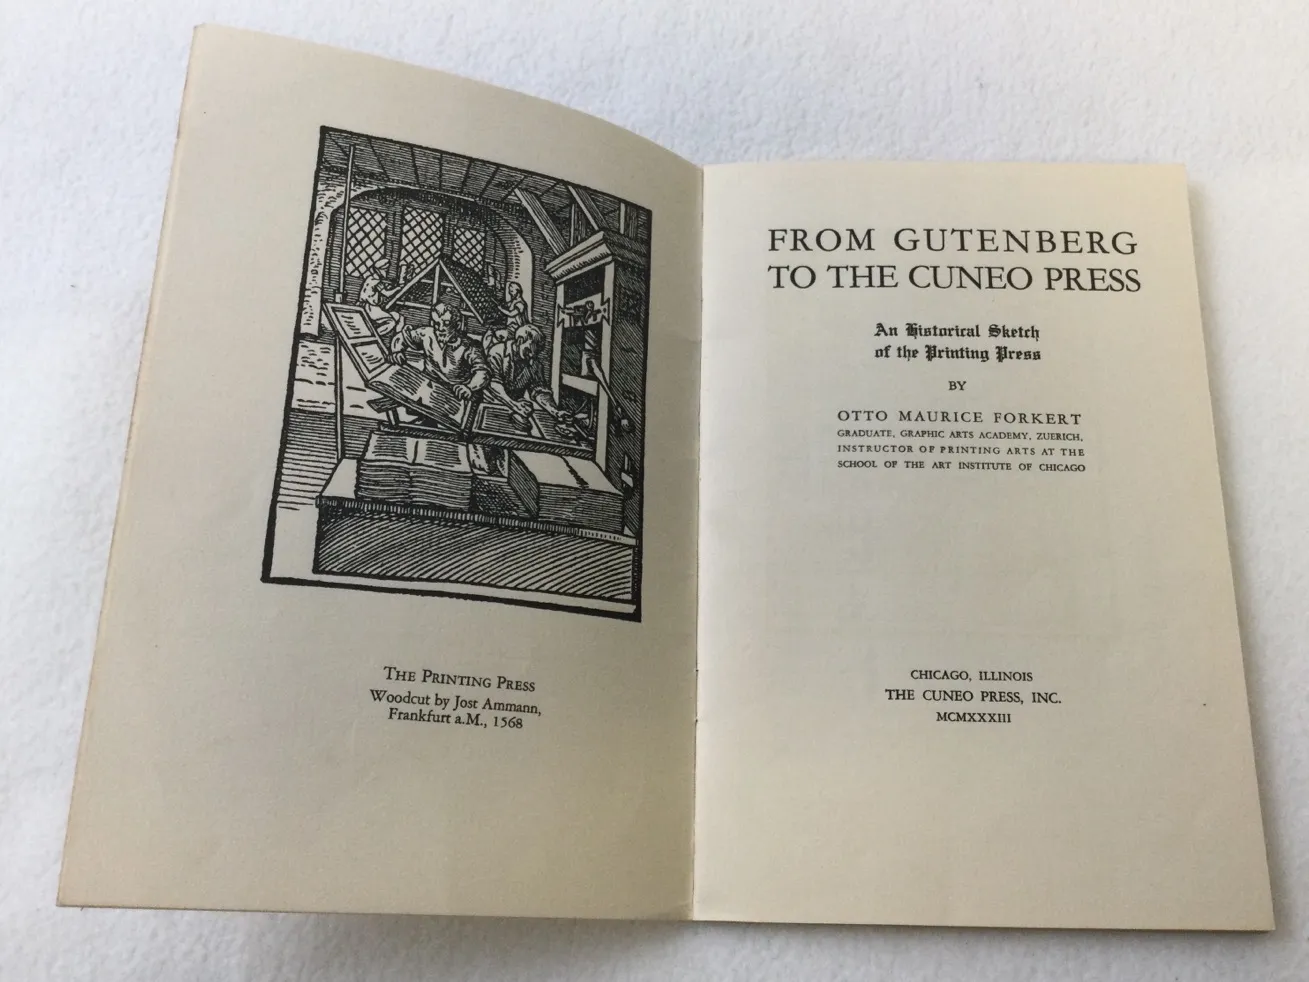 THE PRINTING PRESS
Woodcut by Jost Ammann,
Frankfurt a.M., 1568
FROM GUTENBERG
TO THE CUNEO PRESS
An Historical Sketch
of the Printing Press
BY
OTTO MAURICE FORKERT
GRADUATE, GRAPHIC ARTS ACADEMY, ZUERICH,
INSTRUCTOR OF PRINTING ARTS AT THE
SCHOOL OF THE ART INSTITUTE OF CHICAGO
CHICAGO, ILLINOIS
THE CUNEO PRESS, INC.
MCMXXXIII